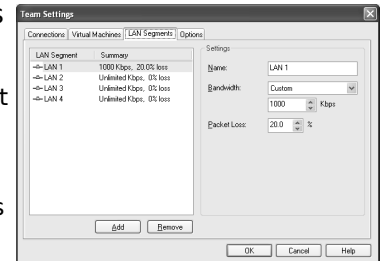 s
t
s
Team Settings
Connections Virtual Machines LAN Segments Options
LAN Segment Summary
LAN 1 1000 Kbps, 20.0% loss
LAN 2 Unlimited Kbps, 0% loss
LAN 3 Unlimited Kbps, 0% loss
LAN 4 Unlimited Kbps, 0% loss
Add Remove
Settings
Name: LAN 1
Bandwidth: Custom
1000 Kbps
Packet Loss: 20.0 %
OK Cancel Help